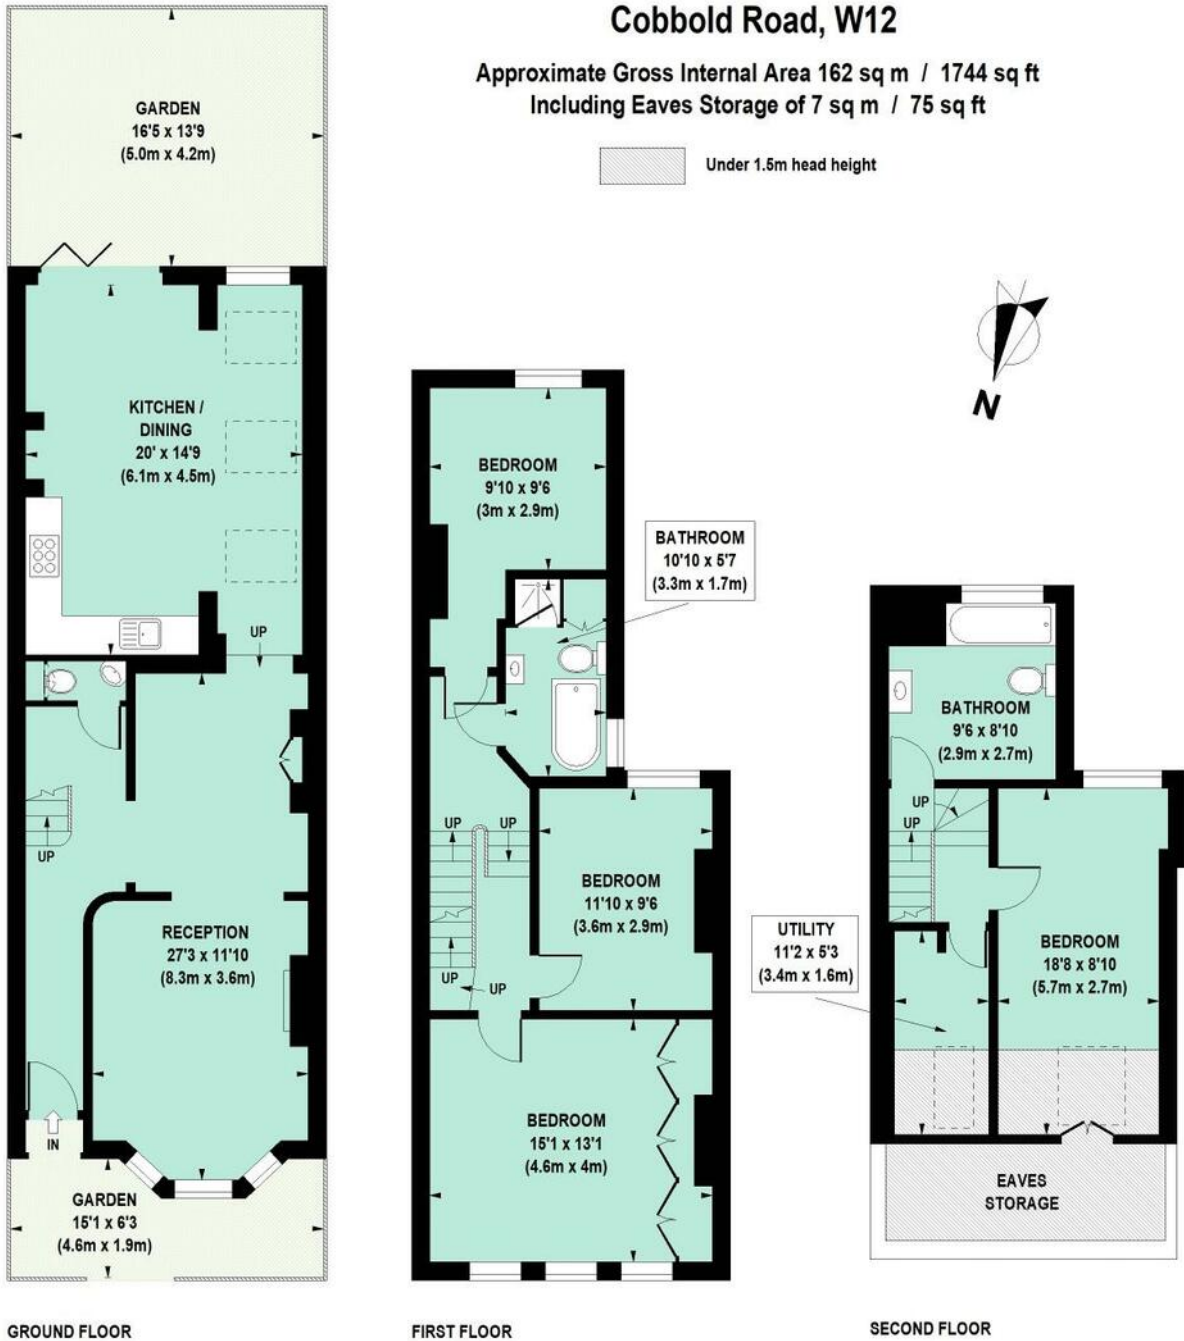 Cobbold Road, W12
Approximate Gross Internal Area 162 sq m / 1744 sq ft
Including Eaves Storage of 7 sq m / 75 sq ft
Under 1.5m head height
N
GARDEN
16'5 x 13'9
(5.0m x 4.2m)
KITCHEN /
DINING
20' x 14'9
(6.1m x 4.5m)
UP
UP
RECEPTION
27'3 x 11'10
(8.3m x 3.6m)
IN
GARDEN
15'1 x 6'3
(4.6m x 1.9m)
GROUND FLOOR
BEDROOM
9'10 x 9'6
(3m x 2.9m)
BATHROOM
10'10 x 5'7
(3.3m x 1.7m)
UP
UP
BEDROOM
11'10 x 9'6
(3.6m x 2.9m)
UP
UP
BEDROOM
15'1 x 13'1
(4.6m x 4m)
FIRST FLOOR
BATHROOM
9'6 x 8'10
(2.9m x 2.7m)
UP
UP
UTILITY
11'2 x 5'3
(3.4m x 1.6m)
BEDROOM
18'8 x 8'10
(5.7m x 2.7m)
EAVES
STORAGE
SECOND FLOOR